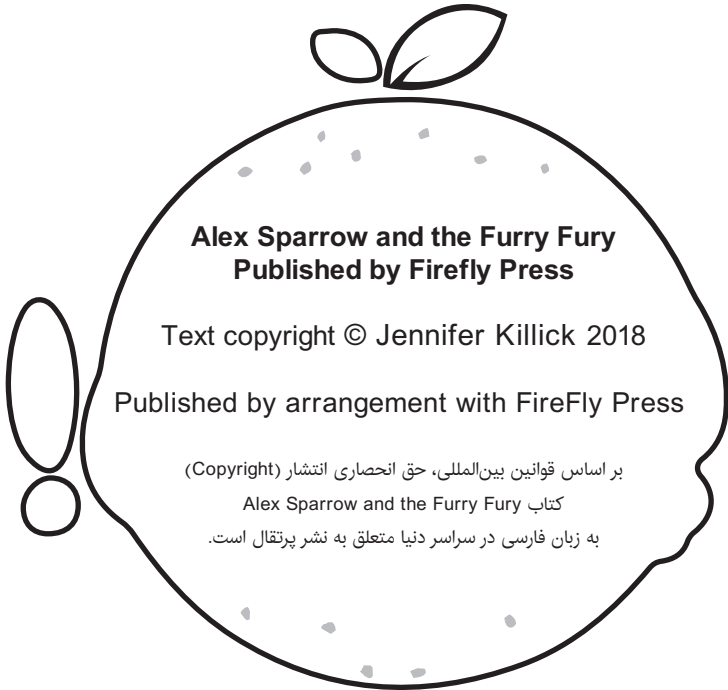 Alex Sparrow and the Furry Fury
Published by Firefly Press
Text copyright © Jennifer Killick 2018
Published by arrangement with FireFly Press
بر اساس قوانین بین‌المللی، حق انحصاری انتشار (Copyright)
کتاب Alex Sparrow and the Furry Fury
به زبان فارسی در سراسر دنیا متعلق به نشر پرتقال است.